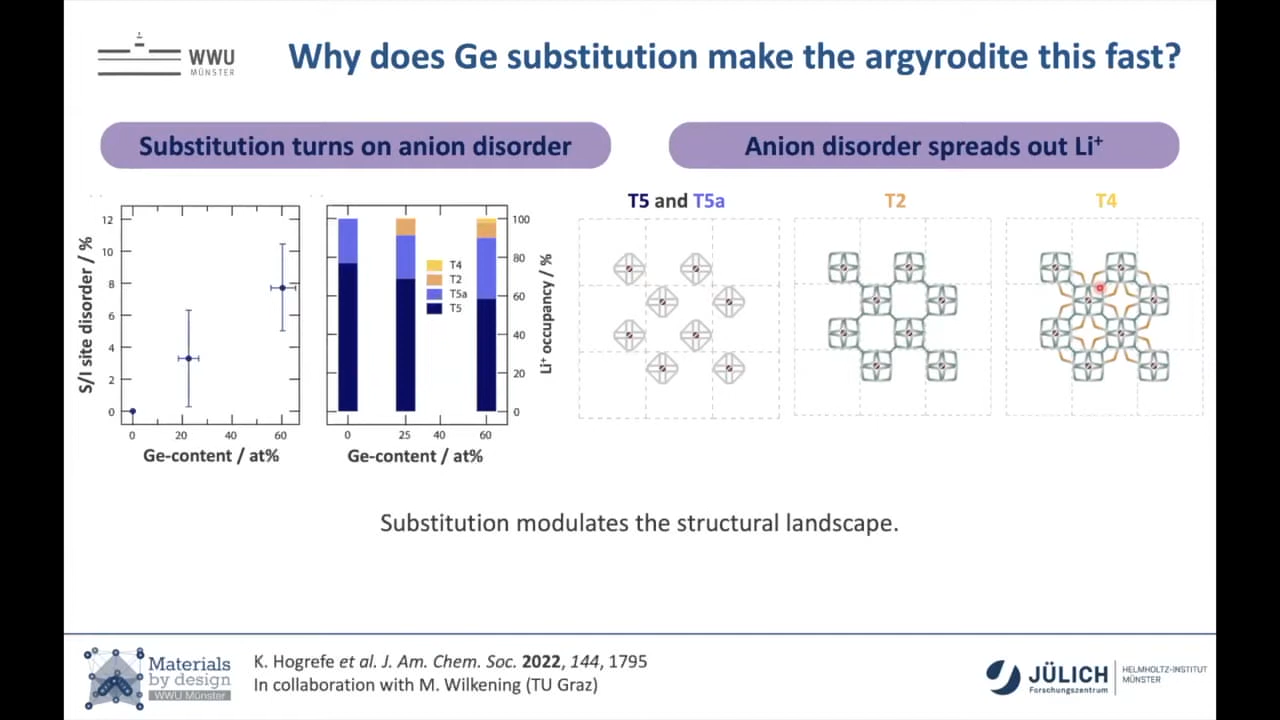 WWU
MÜNSTER
Why does Ge substitution make the argyrodite this fast?
Substitution turns on anion disorder
Anion disorder spreads out Li⁺
S/I site disorder / %
12
10
8
6
4
2
0
0 20 40 60
Ge-content / at%
T4
T2
T5a
T5
100
80
60
40
20
0
Li⁺ occupancy / %
0 25 40 60
Ge-content / at%
T5 and T5a
T2
T4
Substitution modulates the structural landscape.
Materials
by design
WWU Münster
K. Hogrefe et al. J. Am. Chem. Soc. 2022, 144, 1795
In collaboration with M. Wilkening (TU Graz)
JÜLICH
Forschungszentrum
HELMHOLTZ-INSTITUT
MÜNSTER